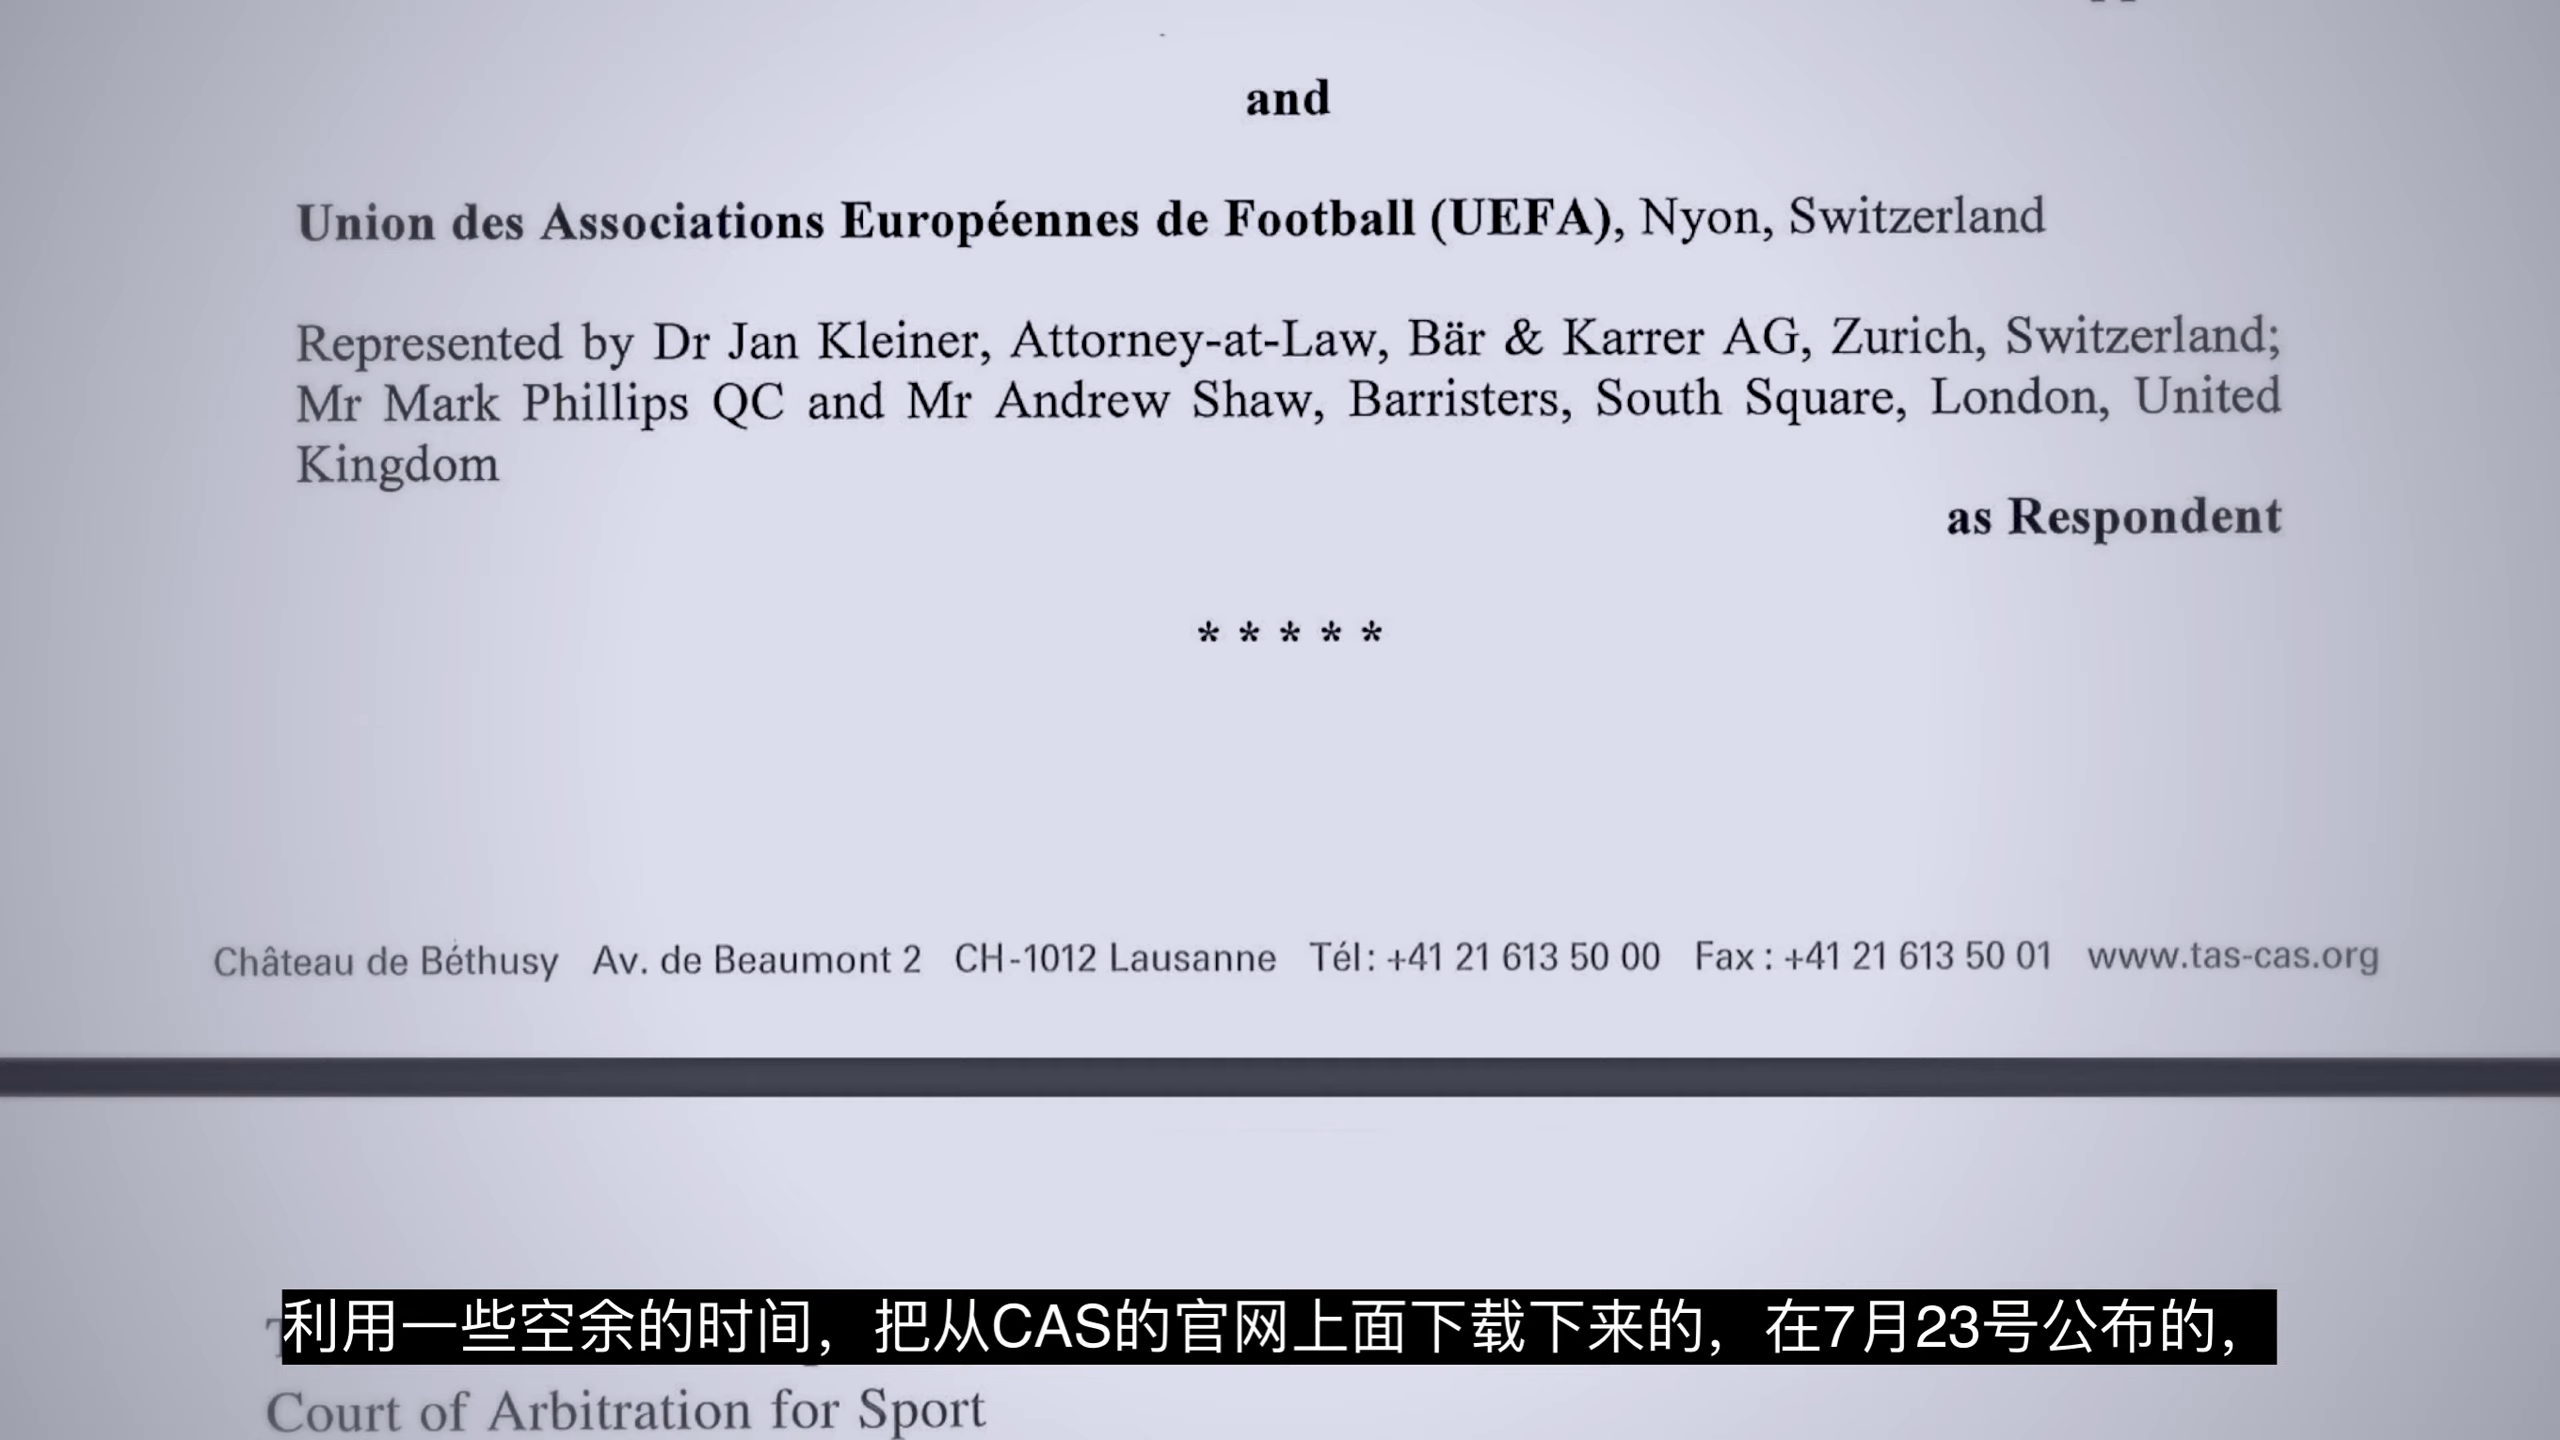 and
Union des Associations Européennes de Football (UEFA), Nyon, Switzerland
Represented by Dr Jan Kleiner, Attorney-at-Law, Bär & Karrer AG, Zurich, Switzerland;
Mr Mark Phillips QC and Mr Andrew Shaw, Barristers, South Square, London, United
Kingdom
as Respondent
* * * * *
Château de Béthusy Av. de Beaumont 2 CH-1012 Lausanne Tél: +41 21 613 50 00 Fax : +41 21 613 50 01 www.tas-cas.org
利用一些空余的时间，把从CAS的官网上面下载下来的，在7月23号公布的，
Court of Arbitration for Sport